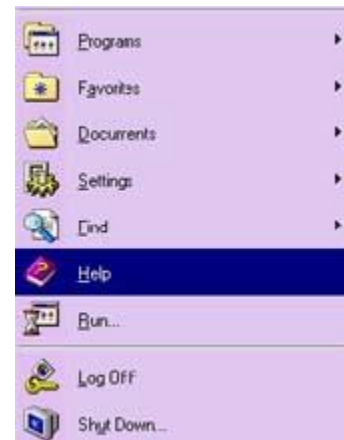 Programs
Favorites
Documents
Settings
Find
Help
Run...
Log Off
Shut Down...